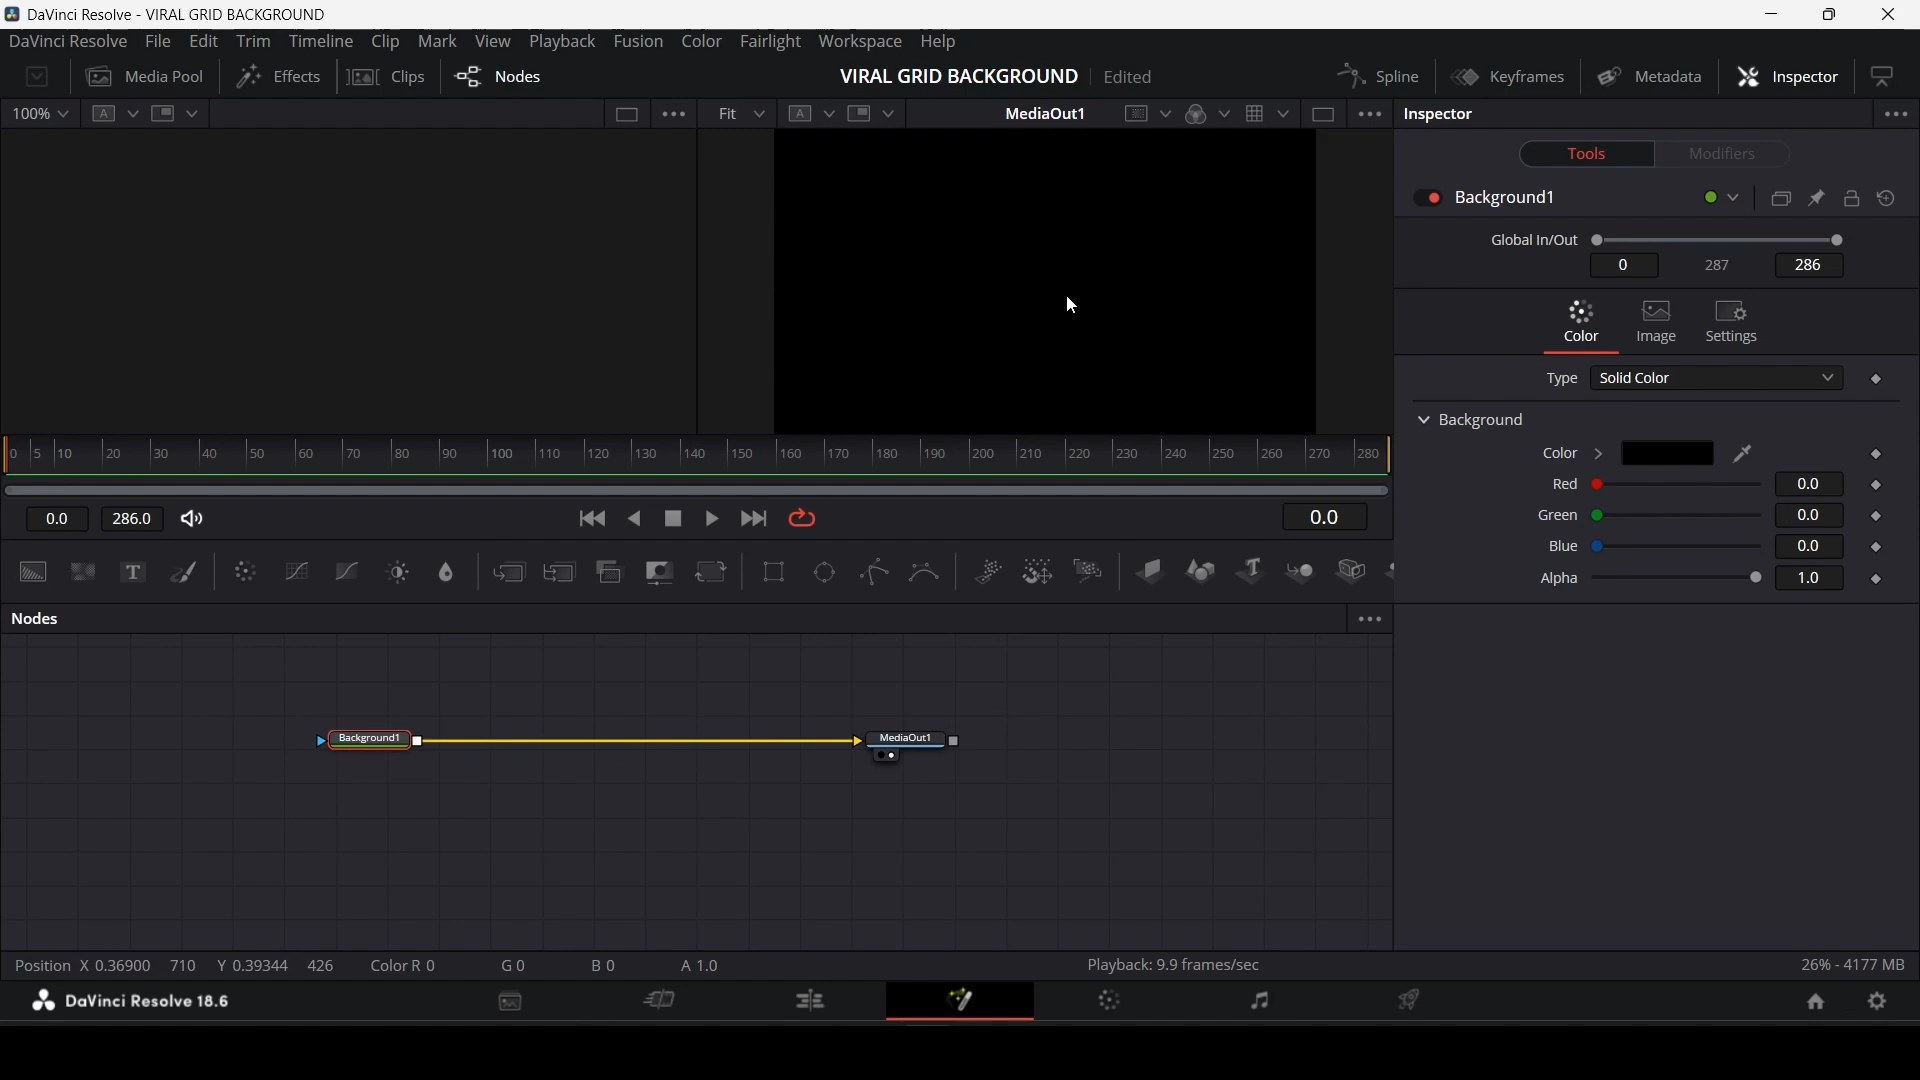 DaVinci Resolve - VIRAL GRID BACKGROUND
DaVinci Resolve File Edit Trim Timeline Clip Mark View Playback Fusion Color Fairlight Workspace Help
Media Pool Effects Clips Nodes VIRAL GRID BACKGROUND Edited Spline Keyframes Metadata Inspector
100% A Fit A MediaOut1 Inspector
Tools Modifiers
Background1
Global In/Out
0 287 286
Color Image Settings
Type Solid Color
Background
Color
Red 0.0
Green 0.0
Blue 0.0
Alpha 1.0
0 5 10 20 30 40 50 60 70 80 90 100 110 120 130 140 150 160 170 180 190 200 210 220 230 240 250 260 270 280
0.0 286.0 0.0
T
Nodes
Background1 MediaOut1
Position X 0.36900 710 Y 0.39344 426 Color R 0 G 0 B 0 A 1.0 Playback: 9.9 frames/sec 26% - 4177 MB
DaVinci Resolve 18.6